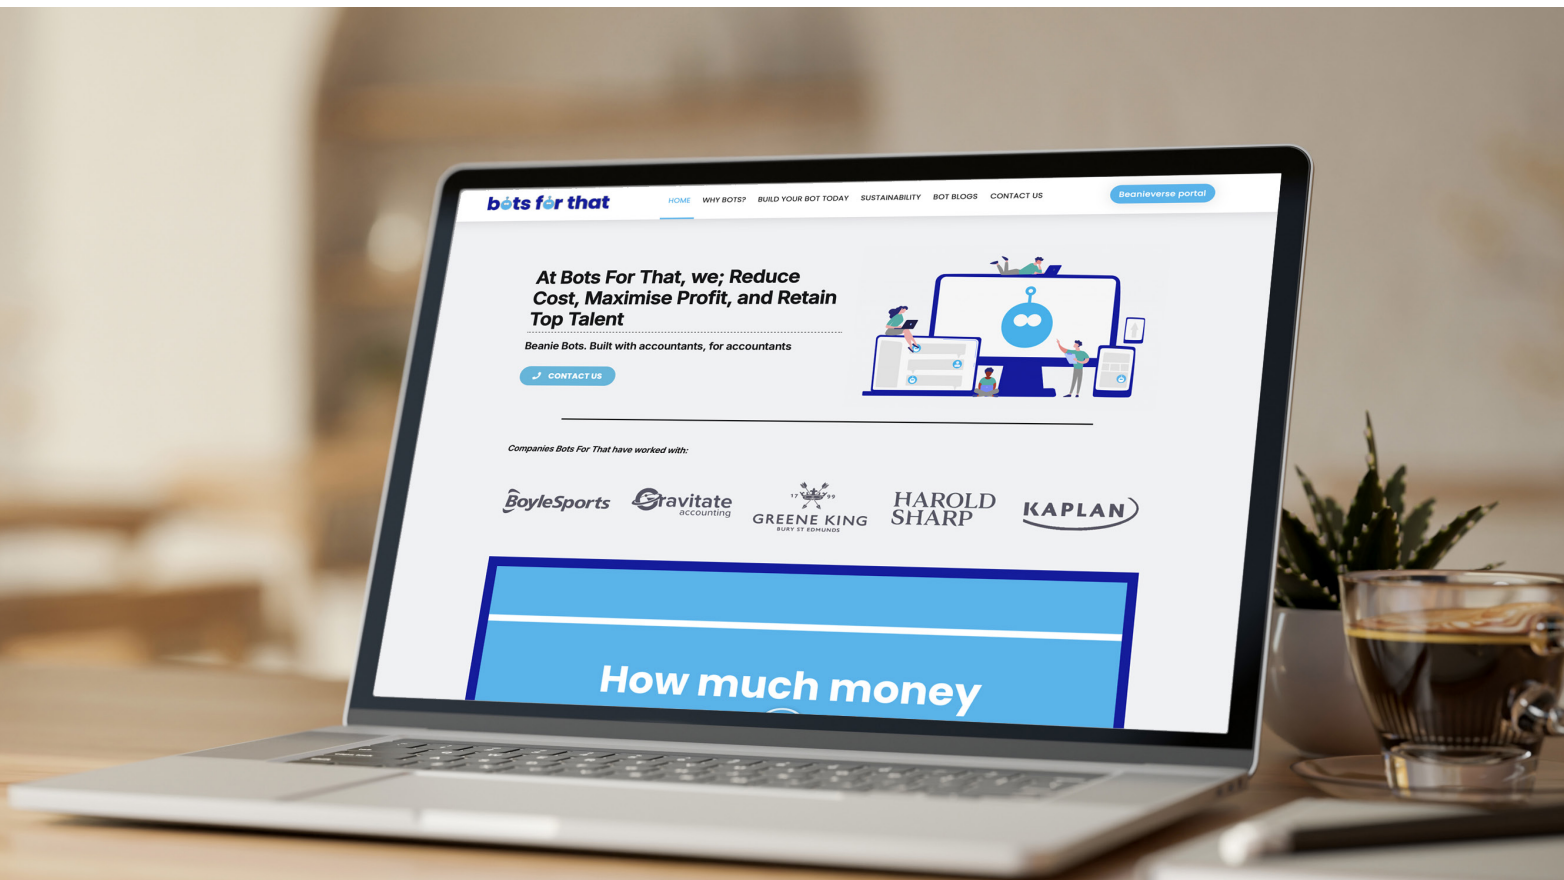 bots for that
HOME WHY BOTS? BUILD YOUR BOT TODAY SUSTAINABILITY BOT BLOGS CONTACT US
Beanieverse portal
At Bots For That, we; Reduce
Cost, Maximise Profit, and Retain
Top Talent
Beanie Bots. Built with accountants, for accountants
CONTACT US
Companies Bots For That have worked with:
BoyleSports
Gravitate
accounting
17 99
GREENE KING
BURY ST EDMUNDS
HAROLD
SHARP
KAPLAN
How much money